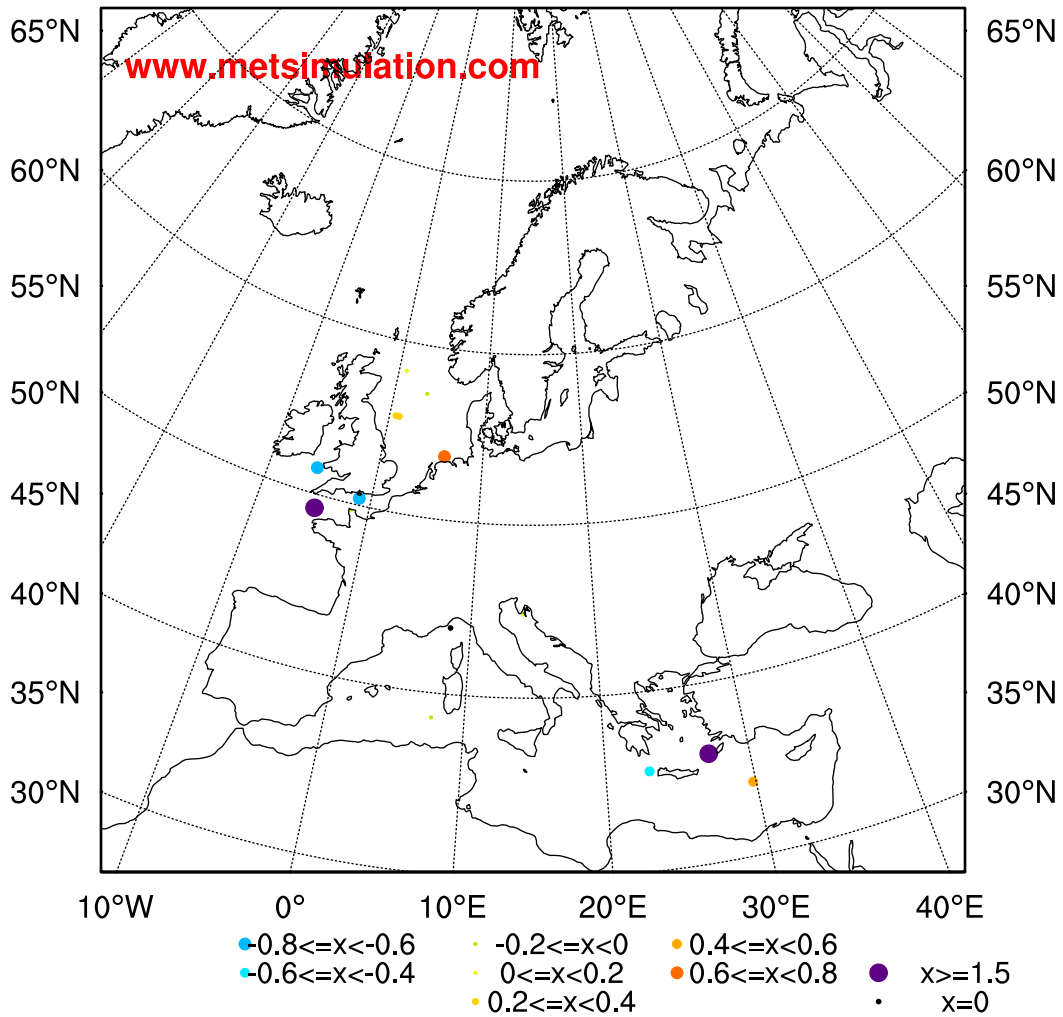 www.metsimulation.com
65°N 65°N
60°N 60°N
55°N 55°N
50°N 50°N
45°N 45°N
40°N 40°N
35°N 35°N
30°N 30°N
10°W 0° 10°E 20°E 30°E 40°E
-0.8<=x<-0.6 -0.2<=x<0 0.4<=x<0.6
-0.6<=x<-0.4 0<=x<0.2 0.6<=x<0.8 x>=1.5
0.2<=x<0.4 x=0